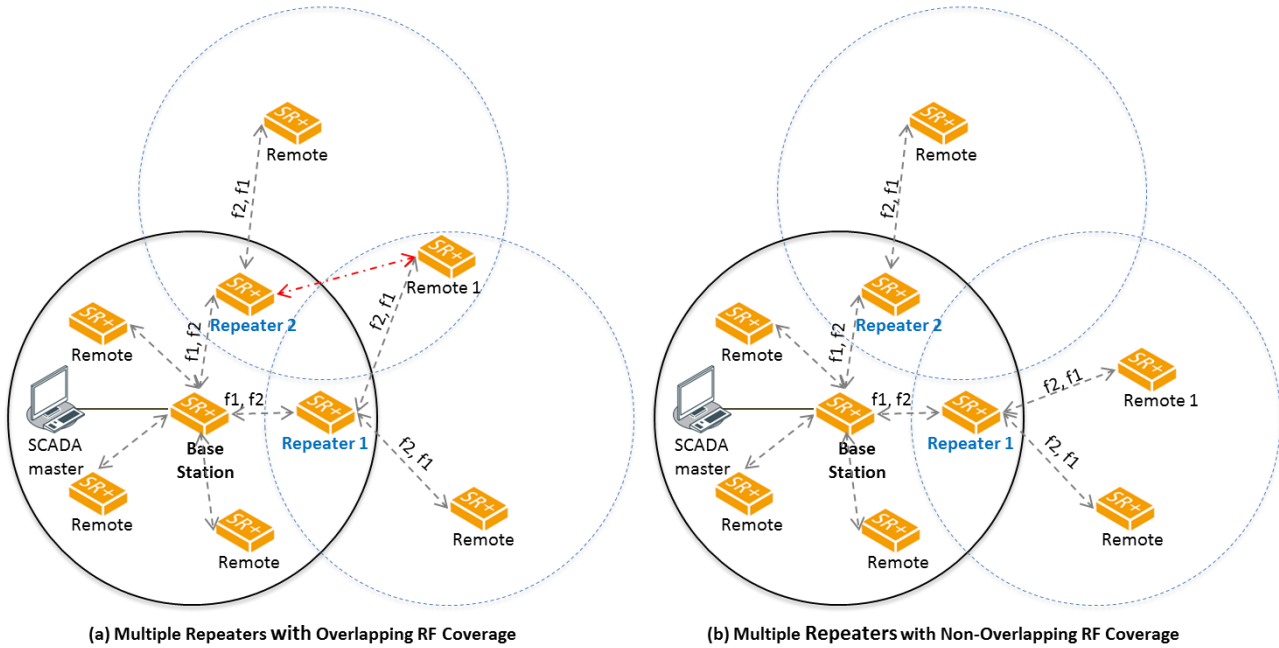 SR+
Remote
f2, f1
SR+
Remote 1
SR+
Repeater 2
f2, f1
SR+
Remote
f1, f2
SCADA
master
SR+
Base
Station
f1, f2
SR+
Repeater 1
f2, f1
SR+
Remote
SR+
Remote
SR+
Remote
(a) Multiple Repeaters with Overlapping RF Coverage
SR+
Remote
f2, f1
SR+
Repeater 2
SR+
Remote
f1, f2
SR+
Remote 1
f2, f1
SCADA
master
SR+
Base
Station
f1, f2
SR+
Repeater 1
f2, f1
SR+
Remote
SR+
Remote
SR+
Remote
(b) Multiple Repeaters with Non-Overlapping RF Coverage